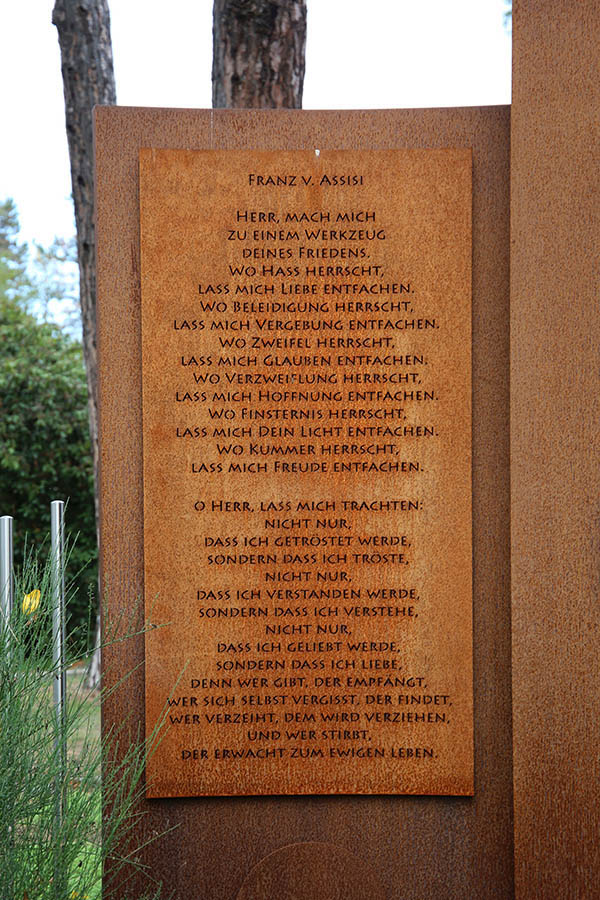 Franz v. Assisi
Herr, mach mich
zu einem Werkzeug
deines Friedens.
Wo Hass herrscht,
lass mich Liebe entfachen.
Wo Beleidigung herrscht,
lass mich Vergebung entfachen.
Wo Zweifel herrscht,
lass mich Glauben entfachen.
Wo Verzweiflung herrscht,
lass mich Hoffnung entfachen.
Wo Finsternis herrscht,
lass mich Dein Licht entfachen.
Wo Kummer herrscht,
lass mich Freude entfachen.
O Herr, lass mich trachten:
nicht nur,
dass ich getröstet werde,
sondern dass ich tröste,
nicht nur,
dass ich verstanden werde,
sondern dass ich verstehe,
nicht nur,
dass ich geliebt werde,
sondern dass ich liebe,
denn wer gibt, der empfängt,
wer sich selbst vergisst, der findet,
wer verzeiht, dem wird verziehen,
und wer stirbt,
der erwacht zum ewigen Leben.